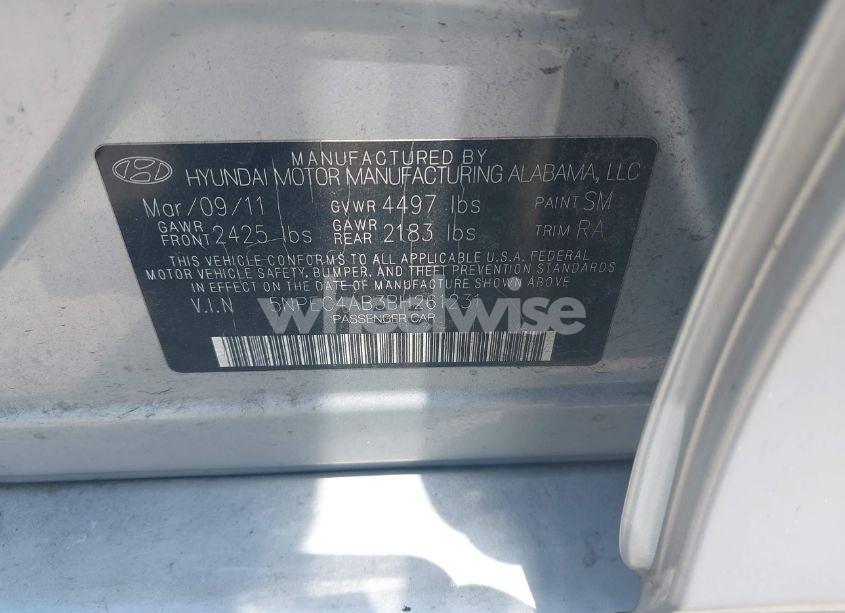 MANUFACTURED BY
HYUNDAI MOTOR MANUFACTURING ALABAMA, LLC
Mar/09/11 GVWR 4497 lbs PAINT SM
GAWR FRONT 2425 lbs GAWR REAR 2183 lbs TRIM RA
THIS VEHICLE CONFORMS TO ALL APPLICABLE U.S.A. FEDERAL
MOTOR VEHICLE SAFETY, BUMPER, AND THEFT PREVENTION STANDARDS
IN EFFECT ON THE DATE OF MANUFACTURE SHOWN ABOVE
V.I.N 5NPEC4AB3BH261231
PASSENGER CAR
wheelwise